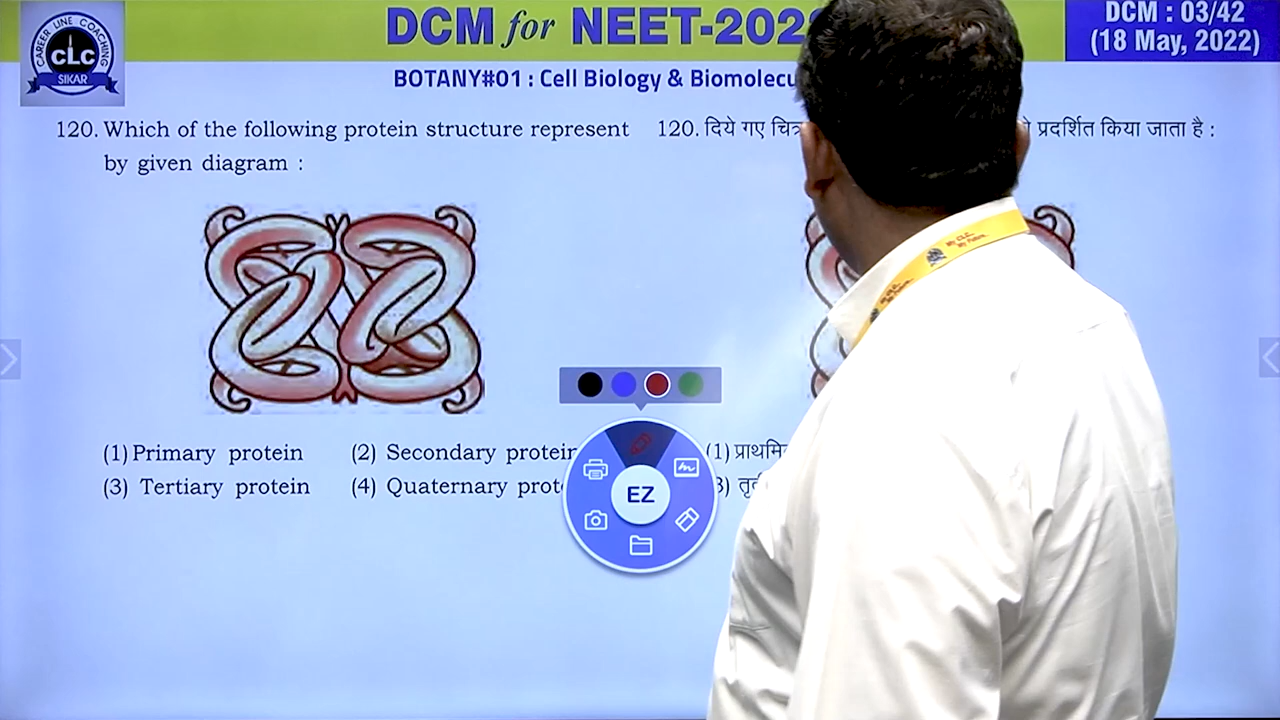 DCM for NEET-202
DCM : 03/42
(18 May, 2022)
CAREER LINE COACHING
CLC
SIKAR
BOTANY#01 : Cell Biology & Biomolecu
120. Which of the following protein structure represent
by given diagram :
120. दिये गए चित्र
प्रदर्शित किया जाता है :
(1) Primary protein (2) Secondary protein
(3) Tertiary protein (4) Quaternary prote
(1) प्राथमि
EZ